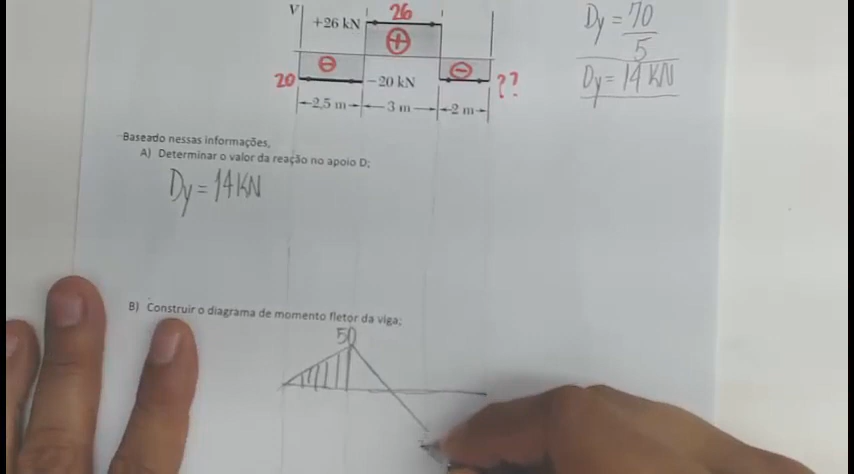 V
+26 kN
26
Dy = 70
5
Dy = 14 KN
+
-
-
20
-20 kN
??
2,5 m
3 m
2 m
Baseado nessas informações,
A) Determinar o valor da reação no apoio D;
Dy = 14 KN
B) Construir o diagrama de momento fletor da viga;
50